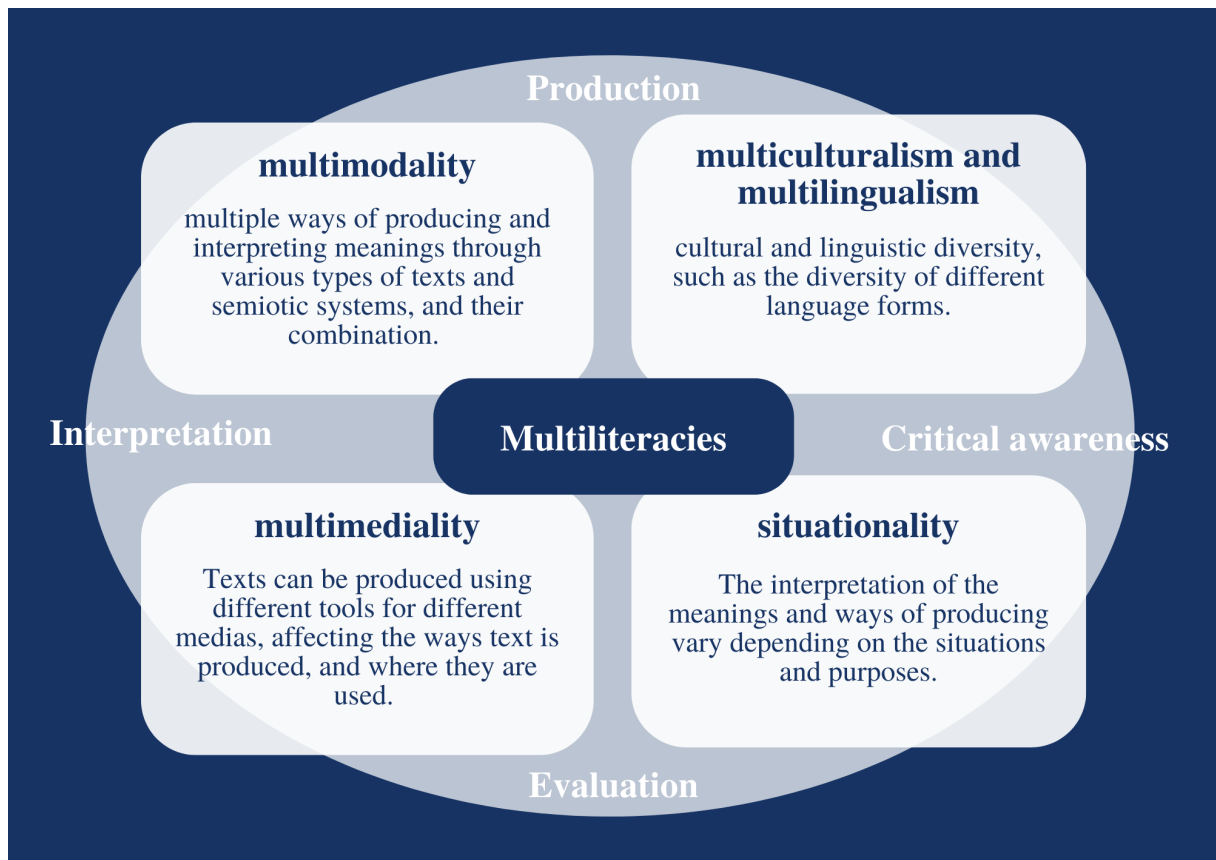 Production
multimodality
multiple ways of producing and
interpreting meanings through
various types of texts and
semiotic systems, and their
combination.
multiculturalism and
multilingualism
cultural and linguistic diversity,
such as the diversity of different
language forms.
Interpretation
Multiliteracies
Critical awareness
multimediality
Texts can be produced using
different tools for different
medias, affecting the ways text is
produced, and where they are
used.
situationality
The interpretation of the
meanings and ways of producing
vary depending on the situations
and purposes.
Evaluation